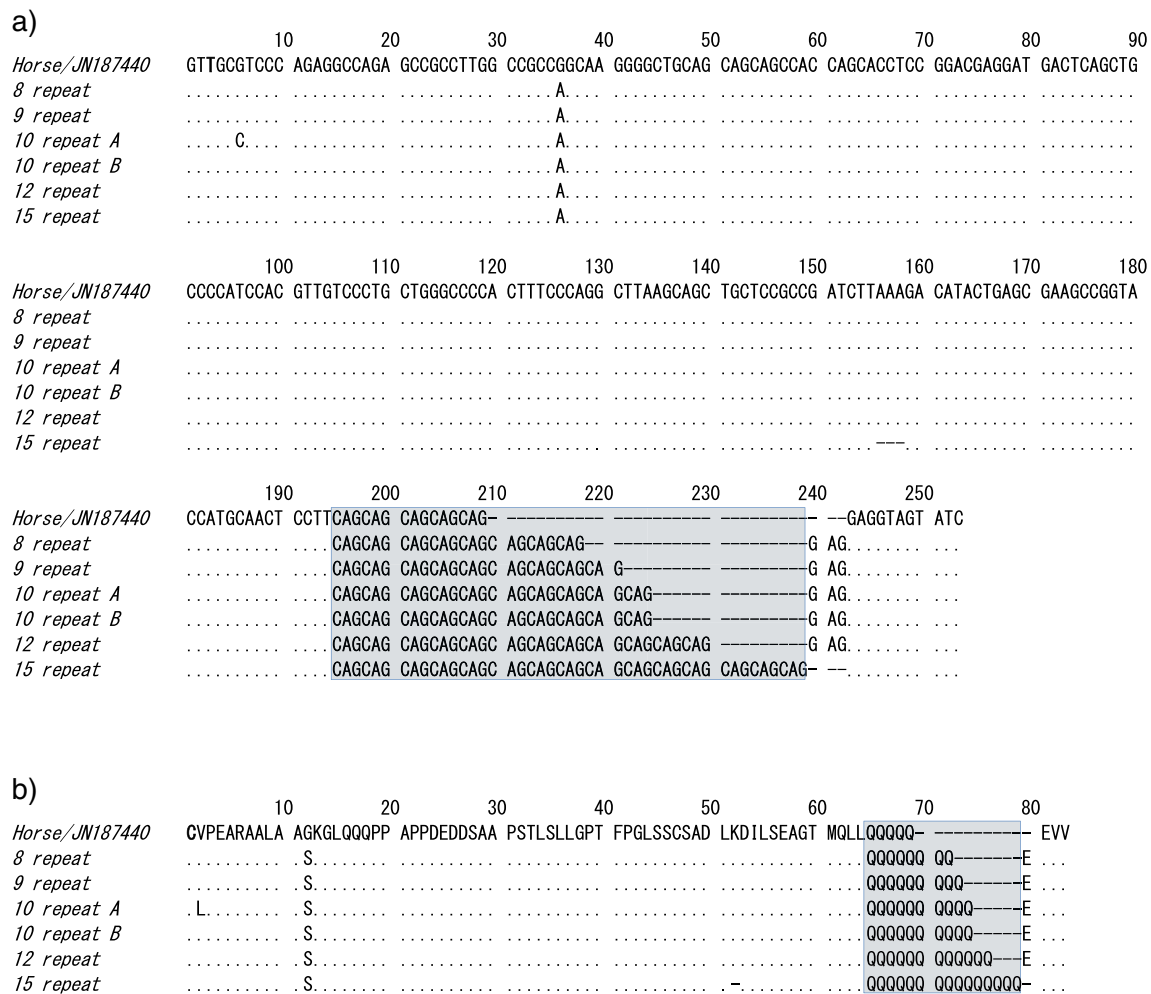 a)
10 20 30 40 50 60 70 80 90
Horse/JN187440 GTTGCGTCCC AGAGGCCAGA GCCGCCTTGG CCGCCGGCAA GGGGCTGCAG CAGCAGCCAC CAGCACCTCC GGACGAGGAT GACTCAGCTG
8 repeat .......... .......... .......... .....A.... .......... .......... .......... .......... ..........
9 repeat .......... .......... .......... .....A.... .......... .......... .......... .......... ..........
10 repeat A .....C.... .......... .......... .....A.... .......... .......... .......... .......... ..........
10 repeat B .......... .......... .......... .....A.... .......... .......... .......... .......... ..........
12 repeat .......... .......... .......... .....A.... .......... .......... .......... .......... ..........
15 repeat .......... .......... .......... .....A.... .......... .......... .......... .......... ..........
100 110 120 130 140 150 160 170 180
Horse/JN187440 CCCCATCCAC GTTGTCCCTG CTGGGCCCCA CTTTCCCAGG CTTAAGCAGC TGCTCCGCCG ATCTTAAAGA CATACTGAGC GAAGCCGGTA
8 repeat .......... .......... .......... .......... .......... .......... .......... .......... ..........
9 repeat .......... .......... .......... .......... .......... .......... .......... .......... ..........
10 repeat A .......... .......... .......... .......... .......... .......... .......... .......... ..........
10 repeat B .......... .......... .......... .......... .......... .......... .......... .......... ..........
12 repeat .......... .......... .......... .......... .......... .......... .......... .......... ..........
15 repeat .......... .......... .......... .......... .......... .......... .....---.. .......... ..........
190 200 210 220 230 240 250
Horse/JN187440 CCATGCAACT CCTTCAGCAG CAGCAGCAG- ---------- ---------- ---------- --GAGGTAGT ATC
8 repeat .......... ....CAGCAG CAGCAGCAGC AGCAGCAG-- ---------- ---------G AG........ ...
9 repeat .......... ....CAGCAG CAGCAGCAGC AGCAGCAGCA G--------- ---------G AG........ ...
10 repeat A .......... ....CAGCAG CAGCAGCAGC AGCAGCAGCA GCAG------ ---------G AG........ ...
10 repeat B .......... ....CAGCAG CAGCAGCAGC AGCAGCAGCA GCAG------ ---------G AG........ ...
12 repeat .......... ....CAGCAG CAGCAGCAGC AGCAGCAGCA GCAGCAGCAG ---------G AG........ ...
15 repeat .......... ....CAGCAG CAGCAGCAGC AGCAGCAGCA GCAGCAGCAG CAGCAGCAG- --........ ...
b)
10 20 30 40 50 60 70 80
Horse/JN187440 CVPEARAALA AGKGLQQQPP APPDEDDSAA PSTLSLLGPT FPGLSSCSAD LKDILSEAGT MQLLQQQQQ- ---------- EVV
8 repeat .......... .S........ .......... .......... .......... .......... ....QQQQQQ QQ-------E ...
9 repeat .......... .S........ .......... .......... .......... .......... ....QQQQQQ QQQ------E ...
10 repeat A .L........ .S........ .......... .......... .......... .......... ....QQQQQQ QQQQ-----E ...
10 repeat B .......... .S........ .......... .......... .......... .......... ....QQQQQQ QQQQ-----E ...
12 repeat .......... .S........ .......... .......... .......... .......... ....QQQQQQ QQQQQQ---E ...
15 repeat .......... .S........ .......... .......... .......... .-........ ....QQQQQQ QQQQQQQQQ- ...